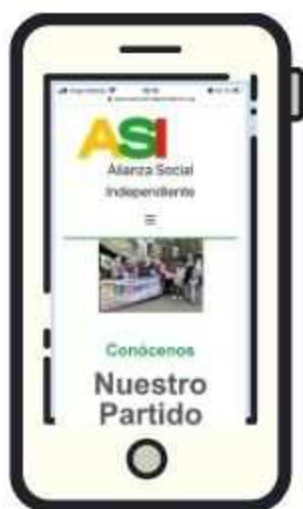 ASI
Alianza Social
Independiente
Conócenos
Nuestro
Partido